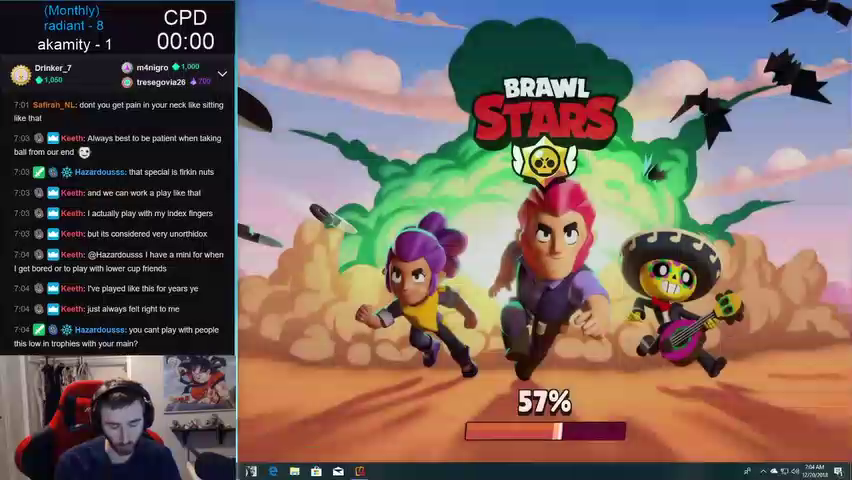 (Monthly)
radiant - 8
akamity - 1
CPD
00:00
Dr!nker_7
1,050
m4nigro 1,000
tresegovia26 700
7:01 Safirah_NL: dont you get pain in your neck like sitting
like that
7:03 Keeth: Always best to be patient when taking
ball from our end
7:03 Hazardousss: that special is firkin nuts
7:03 Keeth: and we can work a play like that
7:03 Keeth: I actually play with my index fingers
7:03 Keeth: but its considered very unorthidox
7:04 Keeth: @Hazardousss I have a mini for when
I get bored or to play with lower cup friends
7:04 Keeth: I've played like this for years ye
7:04 Keeth: just always felt right to me
7:04 Hazardousss: you cant play with people
this low in trophies with your main?
BRAWL
STARS
57%
7:04 AM
12/20/2018